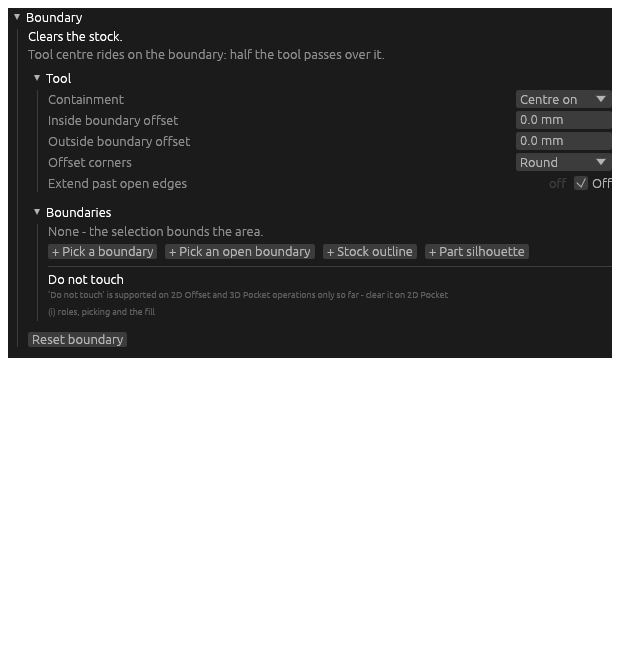 Boundary
Clears the stock.
Tool centre rides on the boundary: half the tool passes over it.
Tool
Containment Centre on
Inside boundary offset 0.0 mm
Outside boundary offset 0.0 mm
Offset corners Round
Extend past open edges off Off
Boundaries
None - the selection bounds the area.
+ Pick a boundary + Pick an open boundary + Stock outline + Part silhouette
Do not touch
'Do not touch' is supported on 2D Offset and 3D Pocket operations only so far - clear it on 2D Pocket
(i) roles, picking and the fill
Reset boundary